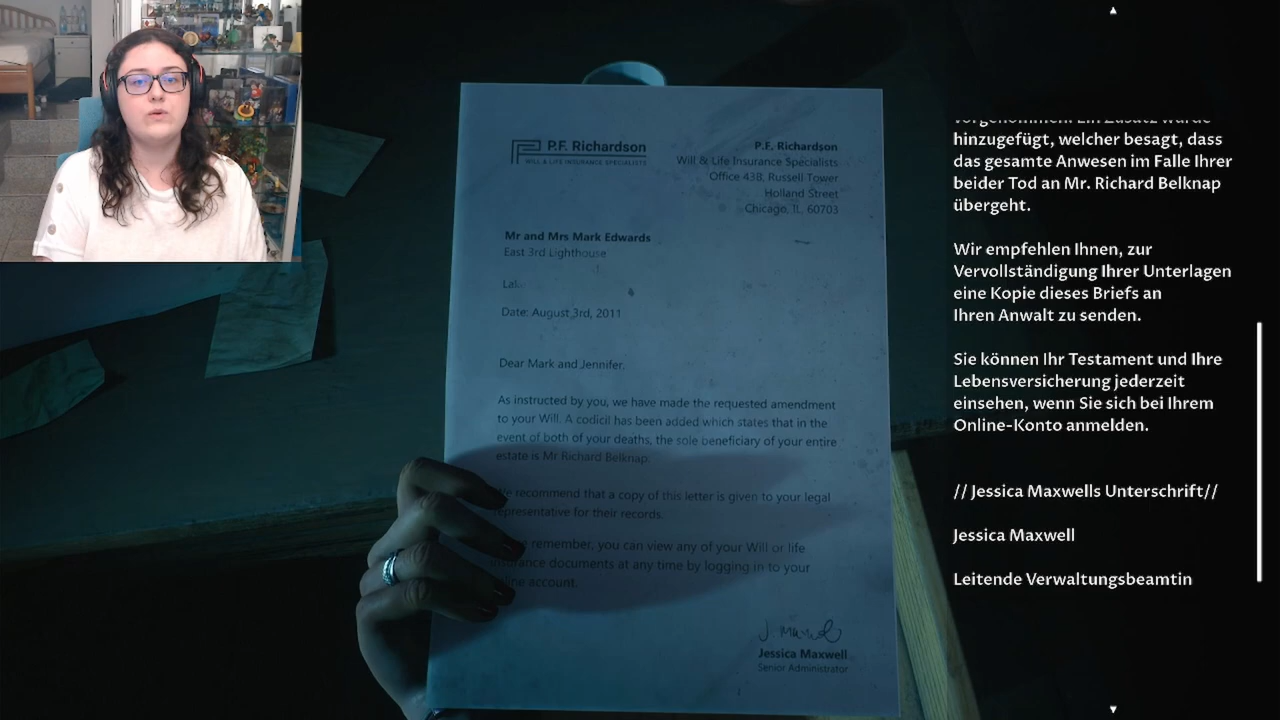 P.F. Richardson
WILL & LIFE INSURANCE SPECIALISTS
P.F. Richardson
Will & Life Insurance Specialists
Office 438, Russell Tower
Holland Street
Chicago, IL, 60703
Mr and Mrs Mark Edwards
East 3rd Lighthouse
Date: August 3rd, 2011
Dear Mark and Jennifer,
As instructed by you, we have made the requested amendment
to your Will. A codicil has been added which states that in the
event of both of your deaths, the sole beneficiary of your entire
estate is Mr Richard Belknap.
recommend that a copy of this letter is given to your legal
representative for their records.
remember, you can view any of your Will or life
insurance documents at any time by logging in to your
account.
J. Maxwell
Jessica Maxwell
Senior Administrator
vorgenommen. Ein Zusatz wurde
hinzugefügt, welcher besagt, dass
das gesamte Anwesen im Falle Ihrer
beider Tod an Mr. Richard Belknap
übergeht.
Wir empfehlen Ihnen, zur
Vervollständigung Ihrer Unterlagen
eine Kopie dieses Briefs an
Ihren Anwalt zu senden.
Sie können Ihr Testament und Ihre
Lebensversicherung jederzeit
einsehen, wenn Sie sich bei Ihrem
Online-Konto anmelden.
// Jessica Maxwells Unterschrift//
Jessica Maxwell
Leitende Verwaltungsbeamtin